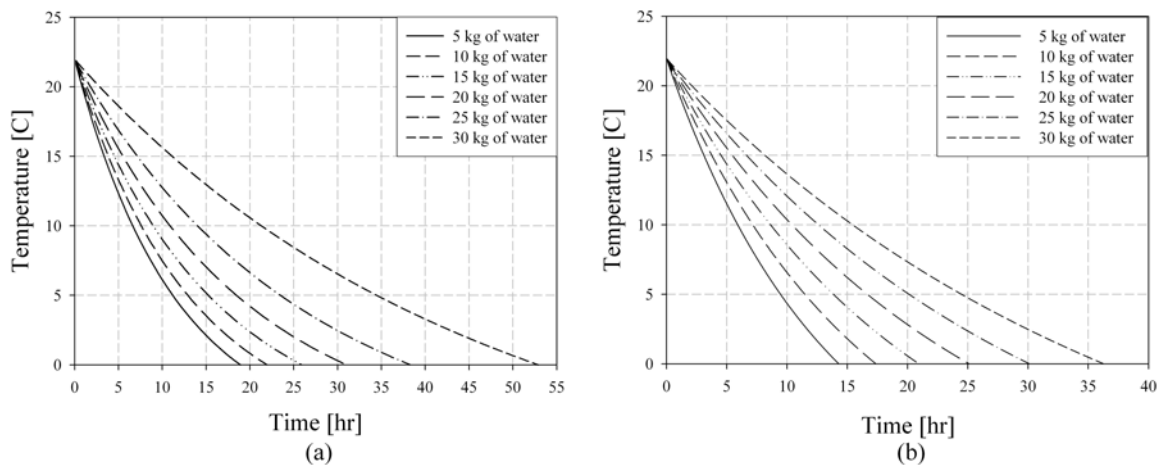 5 kg of water
10 kg of water
15 kg of water
20 kg of water
25 kg of water
30 kg of water
Temperature [C]
20
15
10
5
0
0 5 10 15 20 25 30 35 40 45 50 55
Time [hr]
(a)
5 kg of water
10 kg of water
15 kg of water
20 kg of water
25 kg of water
30 kg of water
Temperature [C]
25
20
15
10
5
0
0 5 10 15 20 25 30 35 40
Time [hr]
(b)